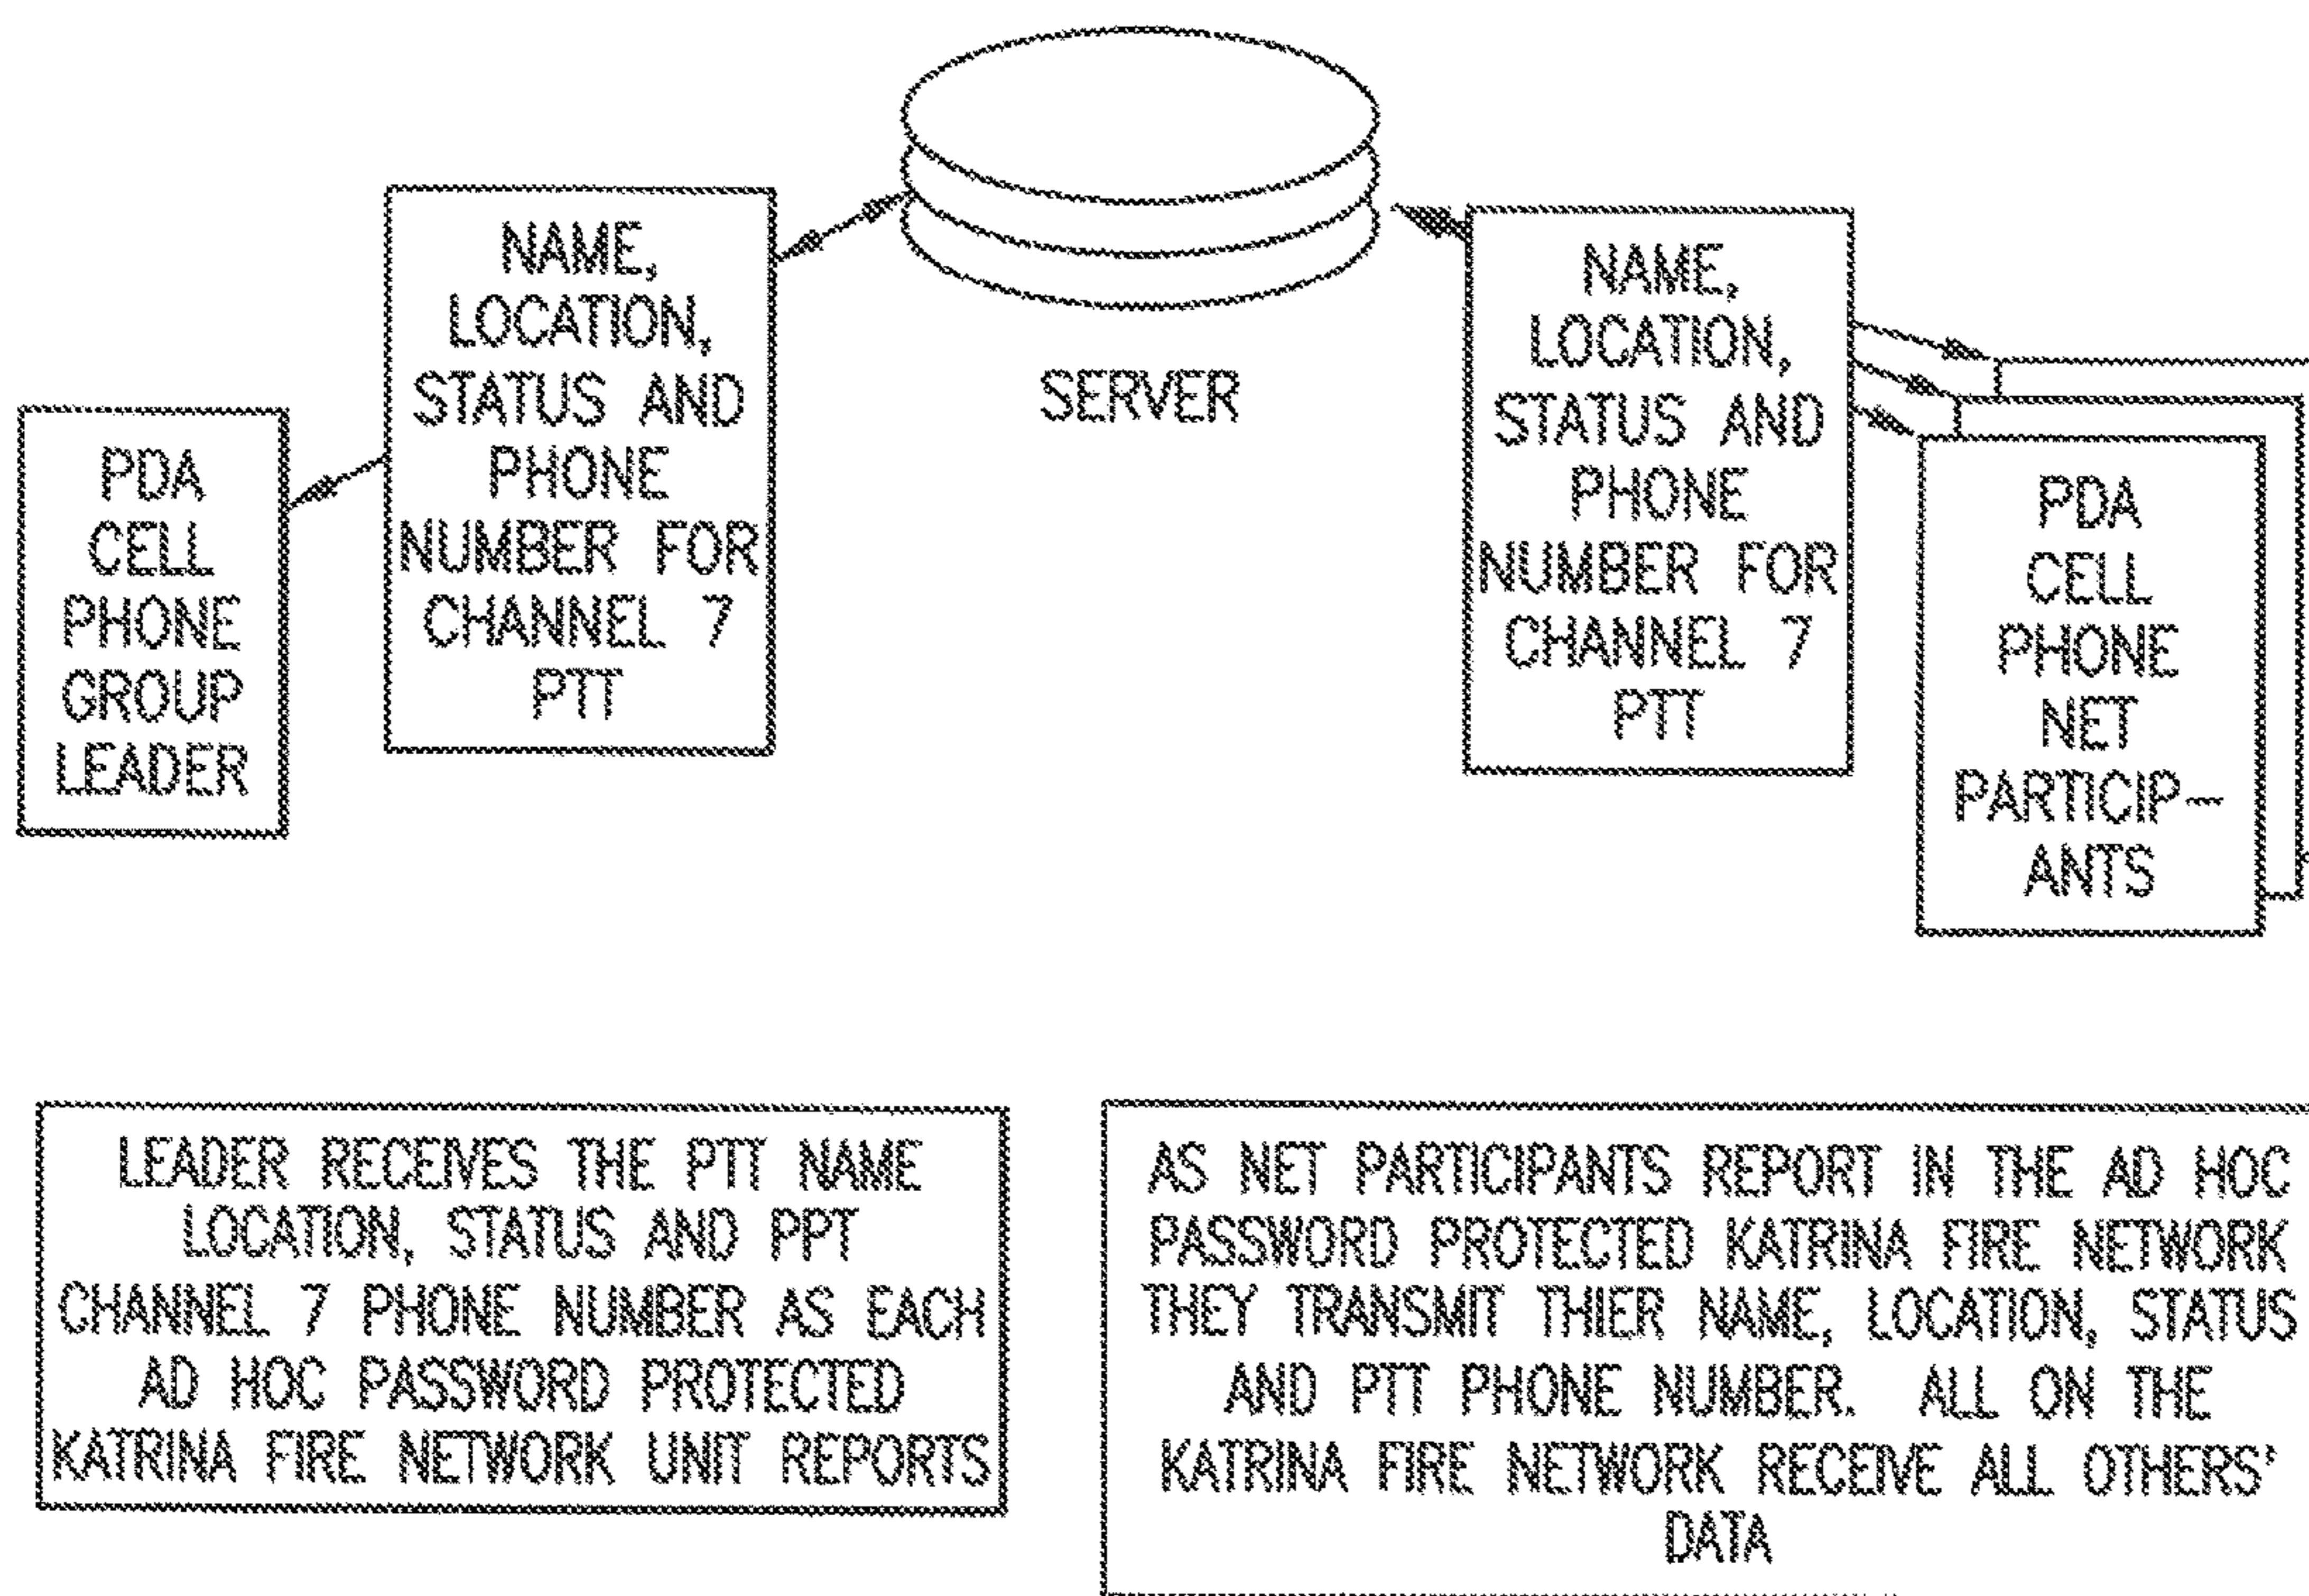 NAME,
LOCATION,
STATUS AND
PHONE
NUMBER FOR
CHANNEL 7
PTT
SERVER
NAME,
LOCATION,
STATUS AND
PHONE
NUMBER FOR
CHANNEL 7
PTT
PDA
CELL
PHONE
GROUP
LEADER
PDA
CELL
PHONE
NET
PARTICIP-
ANTS
LEADER RECEIVES THE PTT NAME
LOCATION, STATUS AND PPT
CHANNEL 7 PHONE NUMBER AS EACH
AD HOC PASSWORD PROTECTED
KATRINA FIRE NETWORK UNIT REPORTS
AS NET PARTICIPANTS REPORT IN THE AD HOC
PASSWORD PROTECTED KATRINA FIRE NETWORK
THEY TRANSMIT THIER NAME, LOCATION, STATUS
AND PTT PHONE NUMBER. ALL ON THE
KATRINA FIRE NETWORK RECEIVE ALL OTHERS'
DATA